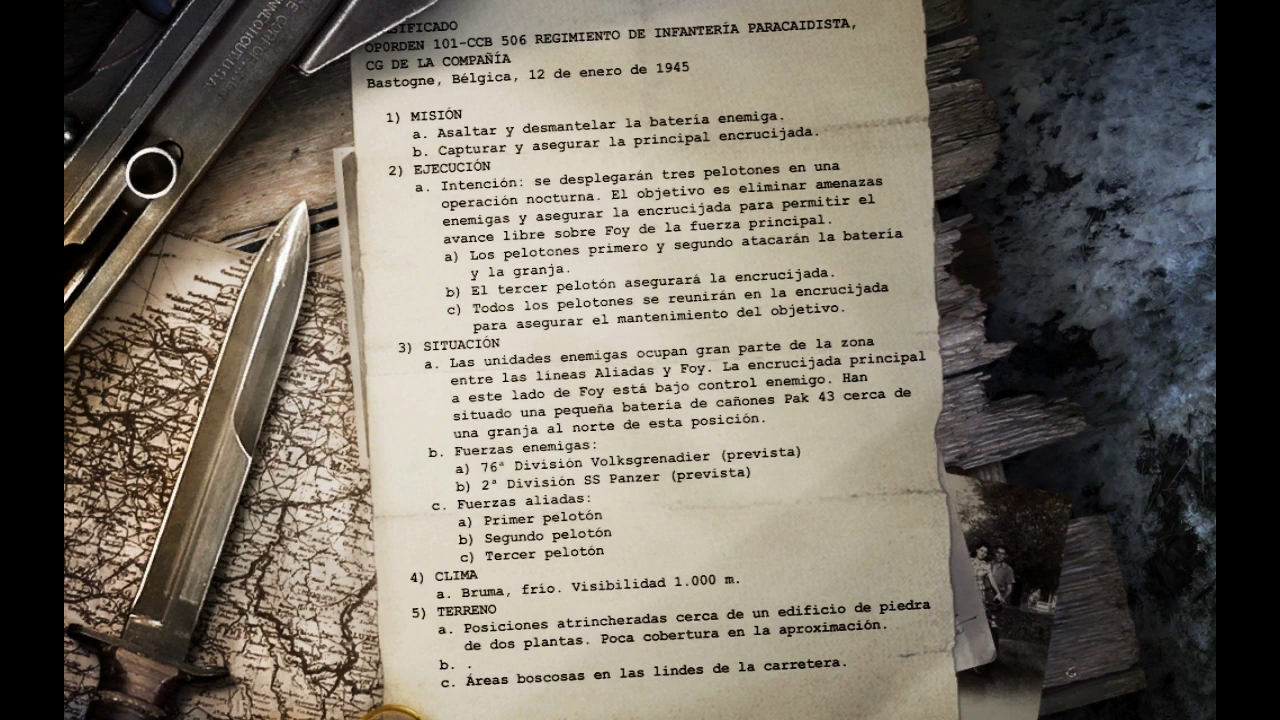 OP0RDEN 101-CCB 506 REGIMIENTO DE INFANTERÍA PARACAIDISTA,
CG DE LA COMPAÑÍA
Bastogne, Bélgica, 12 de enero de 1945
1) MISIÓN
a. Asaltar y desmantelar la batería enemiga.
b. Capturar y asegurar la principal encrucijada.
2) EJECUCIÓN
a. Intención: se desplegarán tres pelotones en una
operación nocturna. El objetivo es eliminar amenazas
enemigas y asegurar la encrucijada para permitir el
avance libre sobre Foy de la fuerza principal.
a) Los pelotones primero y segundo atacarán la batería
y la granja.
b) El tercer pelotón asegurará la encrucijada.
c) Todos los pelotones se reunirán en la encrucijada
para asegurar el mantenimiento del objetivo.
3) SITUACIÓN
a. Las unidades enemigas ocupan gran parte de la zona
entre las líneas Aliadas y Foy. La encrucijada principal
a este lado de Foy está bajo control enemigo. Han
situado una pequeña batería de cañones Pak 43 cerca de
una granja al norte de esta posición.
b. Fuerzas enemigas:
a) 76ª División Volksgrenadier (prevista)
b) 2ª División SS Panzer (prevista)
c. Fuerzas aliadas:
a) Primer pelotón
b) Segundo pelotón
c) Tercer pelotón
4) CLIMA
a. Bruma, frío. Visibilidad 1.000 m.
5) TERRENO
a. Posiciones atrincheradas cerca de un edificio de piedra
de dos plantas. Poca cobertura en la aproximación.
b. .
c. Áreas boscosas en las lindes de la carretera.